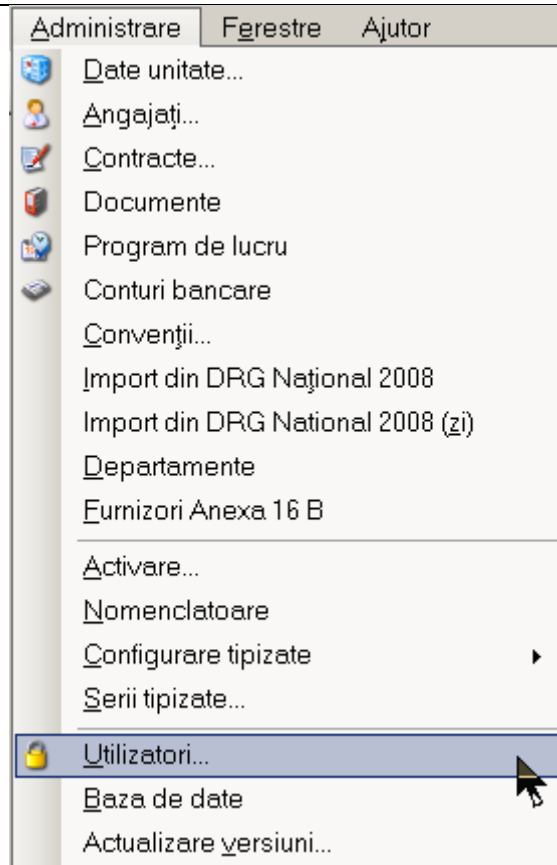 Administrare Ferestre Ajutor
Date unitate...
Angajați...
Contracte...
Documente
Program de lucru
Conturi bancare
Convenţii...
Import din DRG Naţional 2008
Import din DRG National 2008 (zi)
Departamente
Furnizori Anexa 16 B
Activare...
Nomenclatoare
Configurare tipizate
Serii tipizate...
Utilizatori...
Baza de date
Actualizare versiuni...